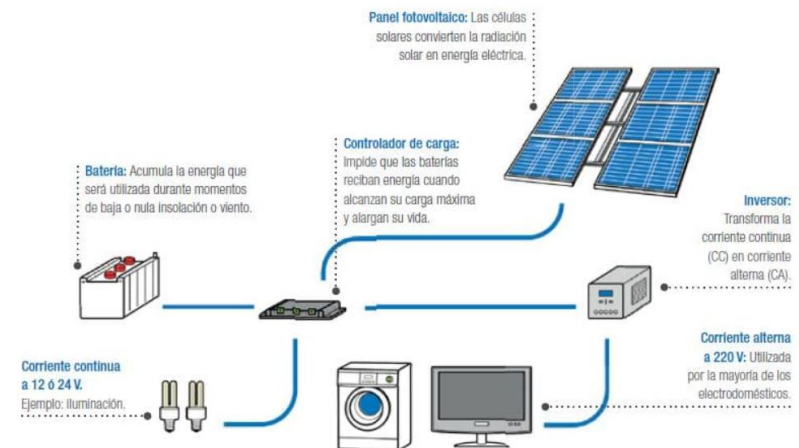 Panel fotovoltaico: Las células
solares convierten la radiación
solar en energía eléctrica.
Controlador de carga:
Impide que las baterías
reciban energía cuando
alcanzan su carga máxima
y alargan su vida.
Batería: Acumula la energía que
será utilizada durante momentos
de baja o nula insolación o viento.
Inversor:
Transforma la
corriente continua
(CC) en corriente
alterna (CA).
Corriente continua
a 12 ó 24 V.
Ejemplo: iluminación.
Corriente alterna
a 220 V: Utilizada
por la mayoría de los
electrodomésticos.